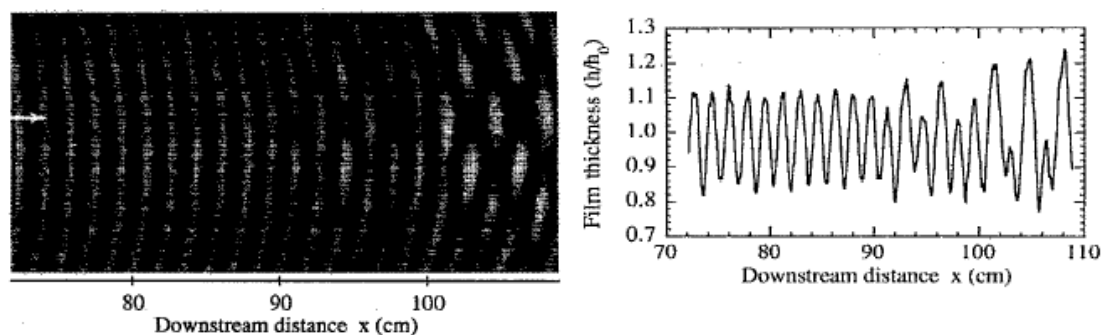 80 90 100
Downstream distance x (cm)
Film thickness (h/h₀)
1.3
1.2
1.1
1.0
0.9
0.8
0.7
70 80 90 100 110
Downstream distance x (cm)